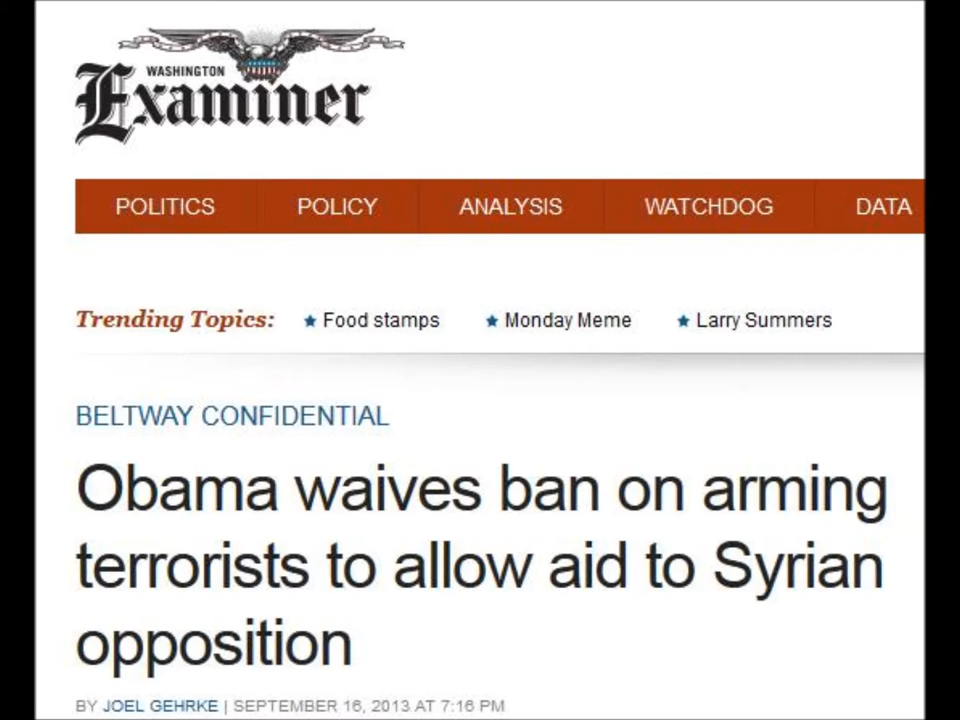 WASHINGTON
Examiner
POLITICS POLICY ANALYSIS WATCHDOG DATA
Trending Topics: Food stamps Monday Meme Larry Summers
BELTWAY CONFIDENTIAL
Obama waives ban on arming
terrorists to allow aid to Syrian
opposition
BY JOEL GEHRKE | SEPTEMBER 16, 2013 AT 7:16 PM